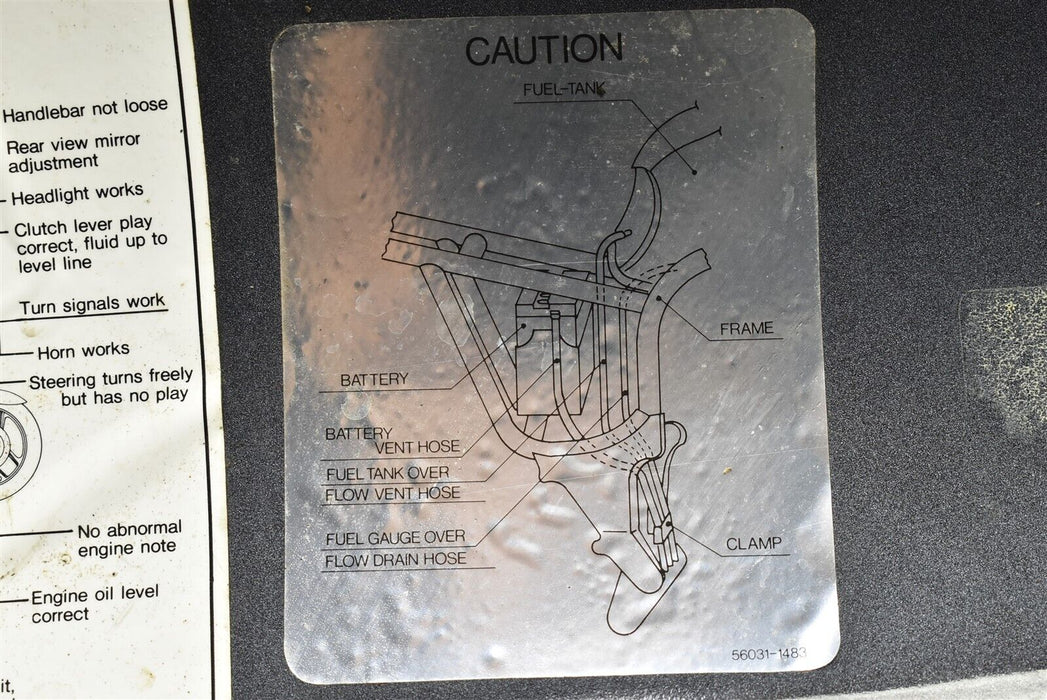 Handlebar not loose
Rear view mirror
adjustment
Headlight works
Clutch lever play
correct, fluid up to
level line
Turn signals work
Horn works
Steering turns freely
but has no play
No abnormal
engine note
Engine oil level
correct
it,
CAUTION
FUEL-TANK
FRAME
BATTERY
BATTERY
VENT HOSE
FUEL TANK OVER
FLOW VENT HOSE
FUEL GAUGE OVER
FLOW DRAIN HOSE
CLAMP
56031-1483